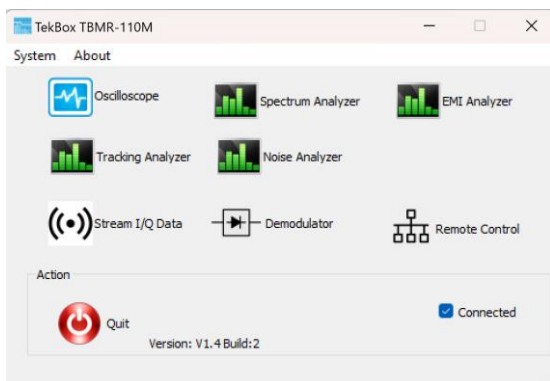 TekBox TBMR-110M
System About
Oscilloscope
Spectrum Analyzer
EMI Analyzer
Tracking Analyzer
Noise Analyzer
Stream I/Q Data
Demodulator
Remote Control
Action
Quit
Connected
Version: V1.4 Build:2